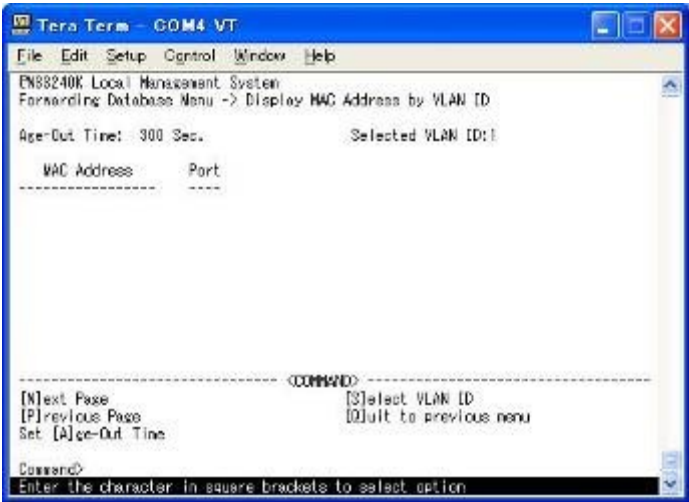 Tera Term - COM4 VT
File Edit Setup Control Window Help
Local Management System
Forwarding Database Menu -> Display MAC Address by VLAN ID
Age-Out Time: 300 Sec. Selected VLAN ID:1
MAC Address Port
----------------- ----
<COMMAND>
[N]ext Page [S]elect VLAN ID
[P]revious Page [Q]uit to previous menu
Set [A]ge-Out Time
Command>
Enter the character in square brackets to select option